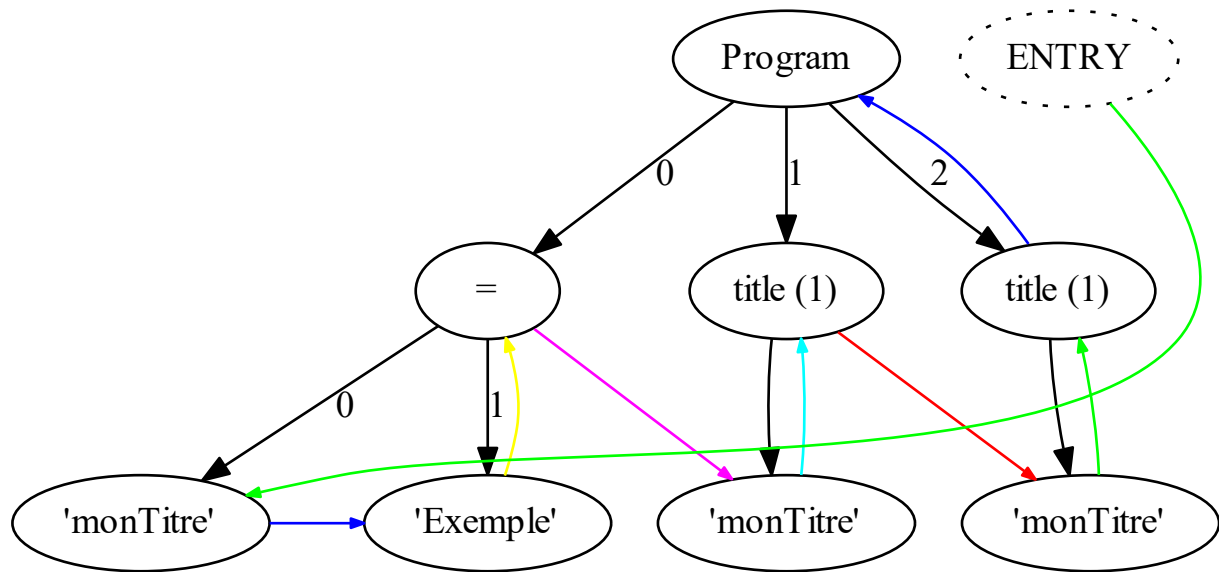 Program
ENTRY
0
1
2
=
title (1)
title (1)
0
1
'monTitre'
'Exemple'
'monTitre'
'monTitre'